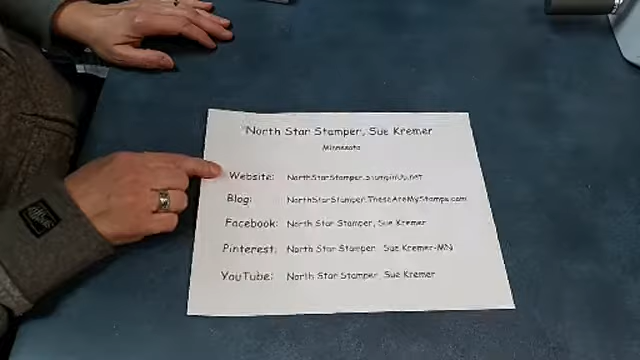 North Star Stamper, Sue Kremer
Minnesota
Website: NorthStarStamper.StampinUp.net
Blog: NorthStarStamper.TheseAreMyStamps.com
Facebook: North Star Stamper, Sue Kremer
Pinterest: North Star Stamper Sue Kremer-MN
YouTube: North Star Stamper Sue Kremer